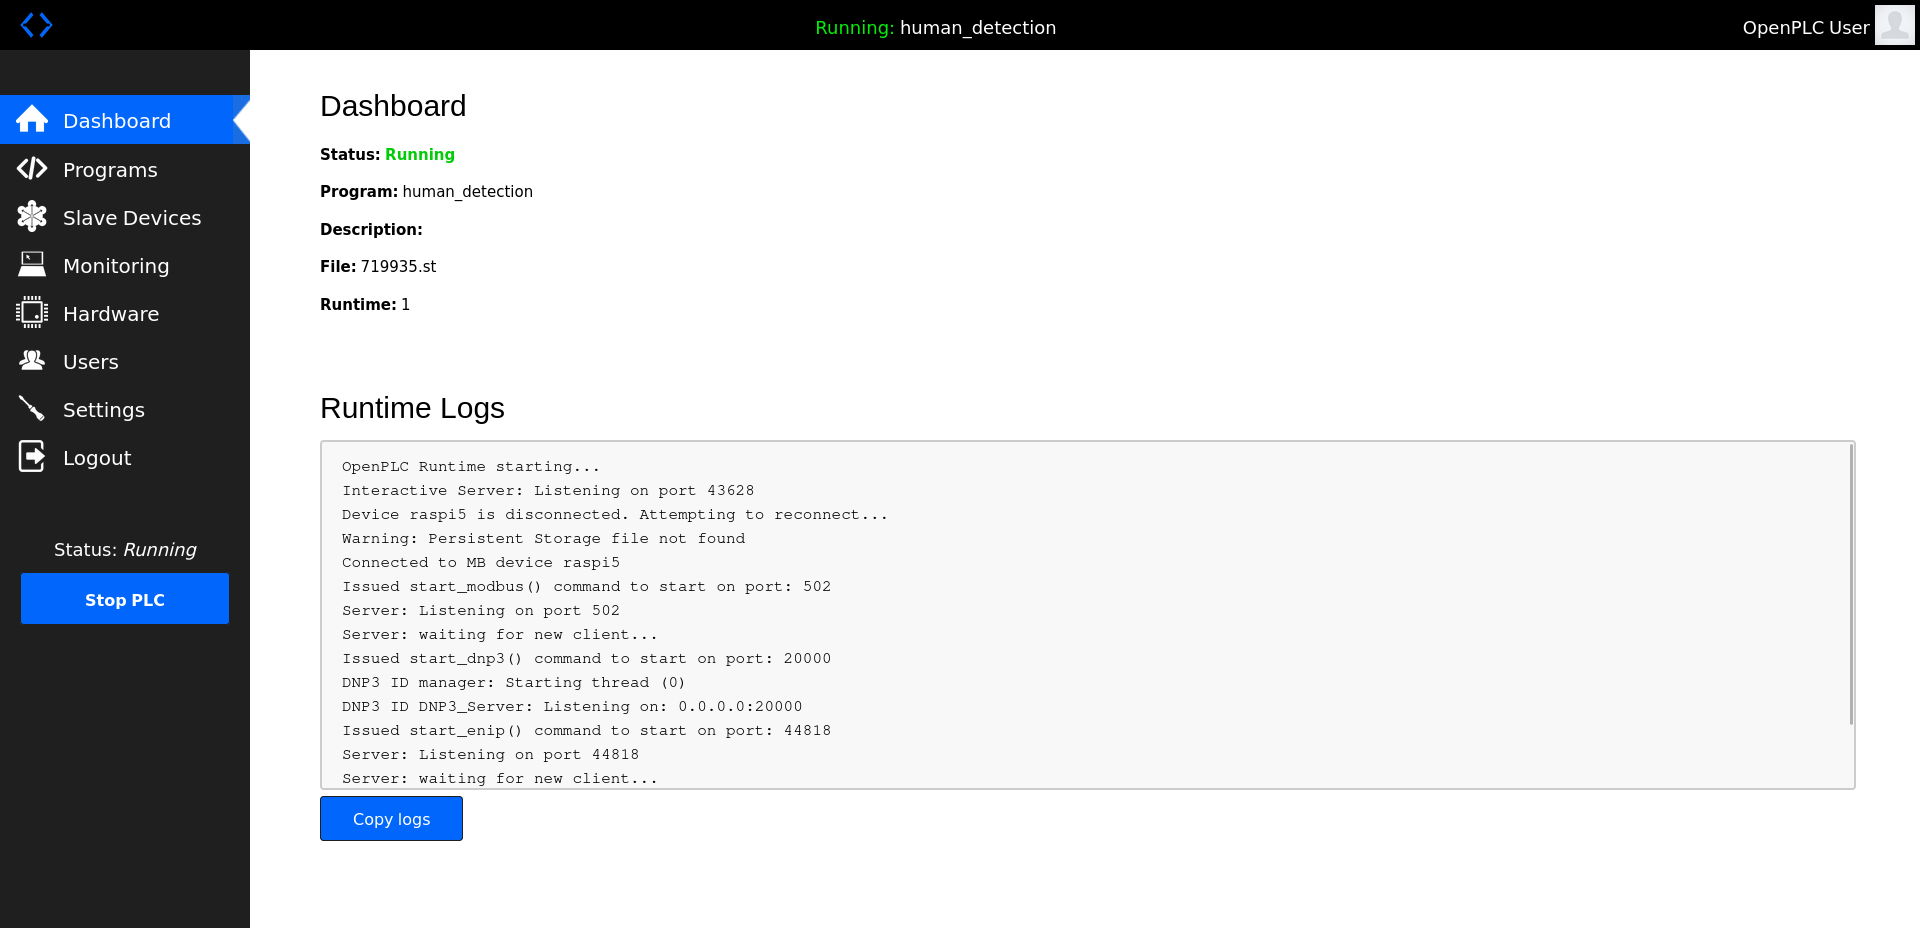 Running: human_detection
OpenPLC User
Dashboard
Programs
Slave Devices
Monitoring
Hardware
Users
Settings
Logout
Status: Running
Stop PLC
Dashboard
Status: Running
Program: human_detection
Description:
File: 719935.st
Runtime: 1
Runtime Logs
OpenPLC Runtime starting...
Interactive Server: Listening on port 43628
Device raspi5 is disconnected. Attempting to reconnect...
Warning: Persistent Storage file not found
Connected to MB device raspi5
Issued start_modbus() command to start on port: 502
Server: Listening on port 502
Server: waiting for new client...
Issued start_dnp3() command to start on port: 20000
DNP3 ID manager: Starting thread (0)
DNP3 ID DNP3_Server: Listening on: 0.0.0.0:20000
Issued start_enip() command to start on port: 44818
Server: Listening on port 44818
Server: waiting for new client...
Copy logs